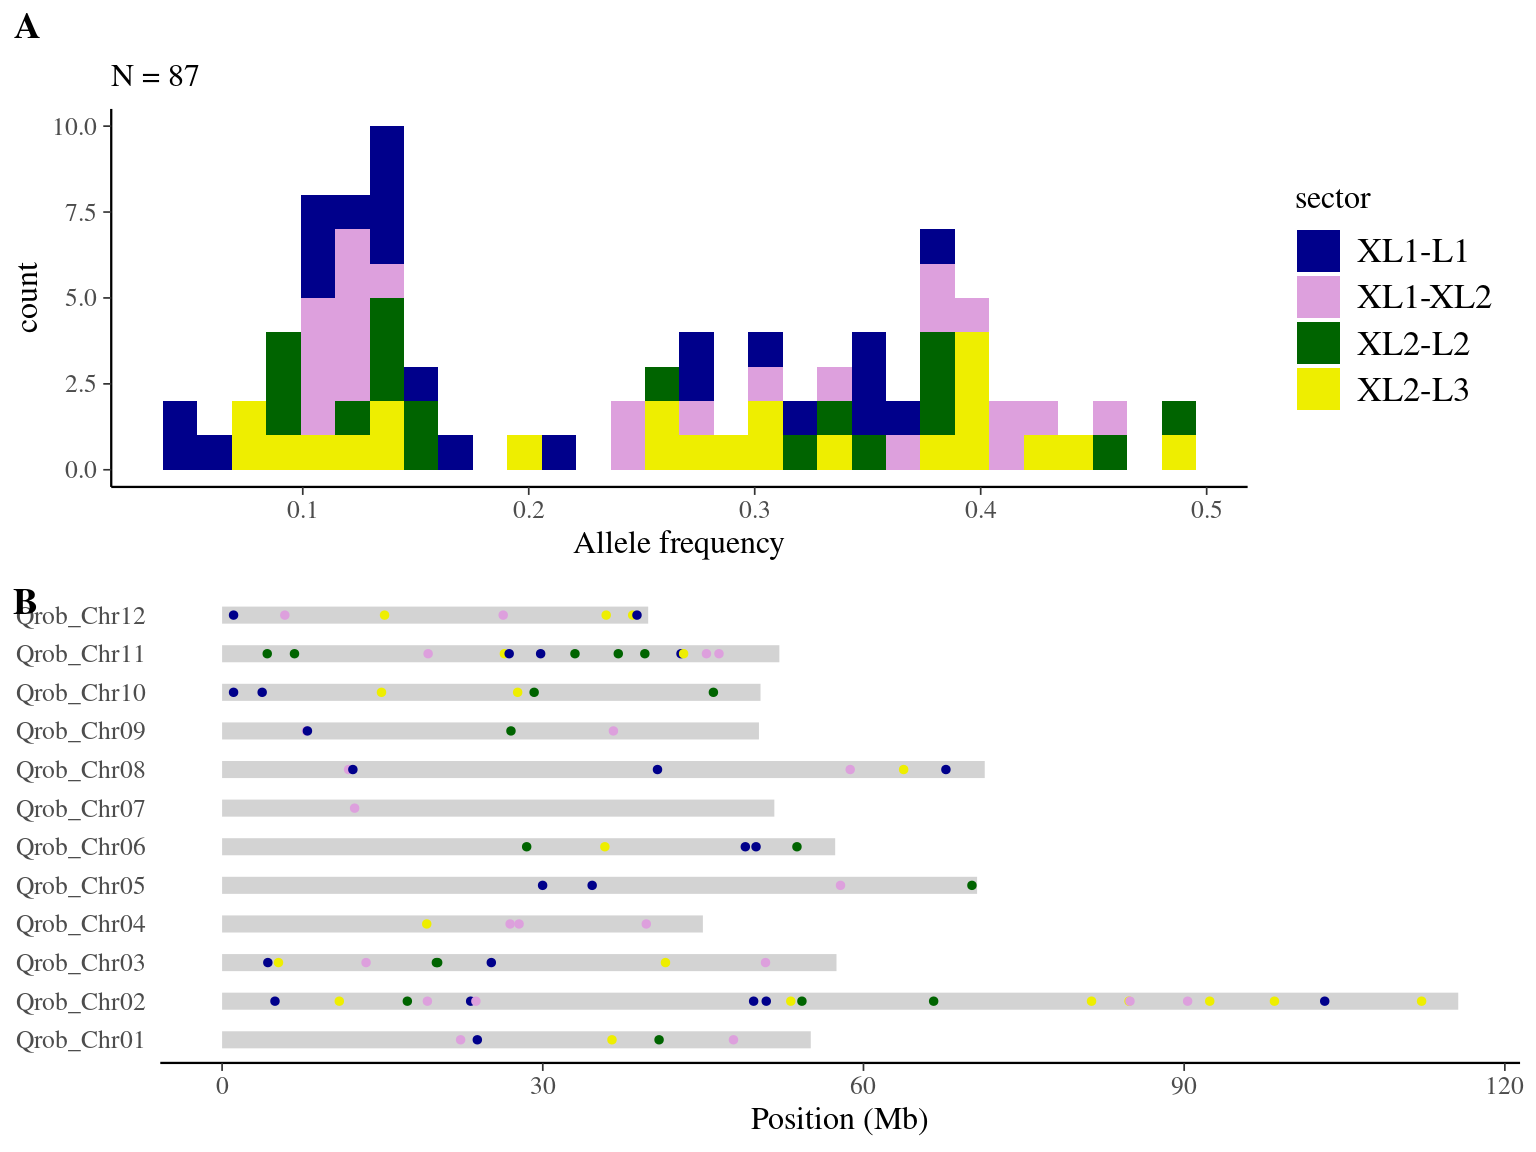 A
N = 87
10.0
7.5
5.0
2.5
0.0
count
0.1 0.2 0.3 0.4 0.5
Allele frequency
sector
XL1-L1
XL1-XL2
XL2-L2
XL2-L3
B
Qrob_Chr12
Qrob_Chr11
Qrob_Chr10
Qrob_Chr09
Qrob_Chr08
Qrob_Chr07
Qrob_Chr06
Qrob_Chr05
Qrob_Chr04
Qrob_Chr03
Qrob_Chr02
Qrob_Chr01
0 30 60 90 120
Position (Mb)